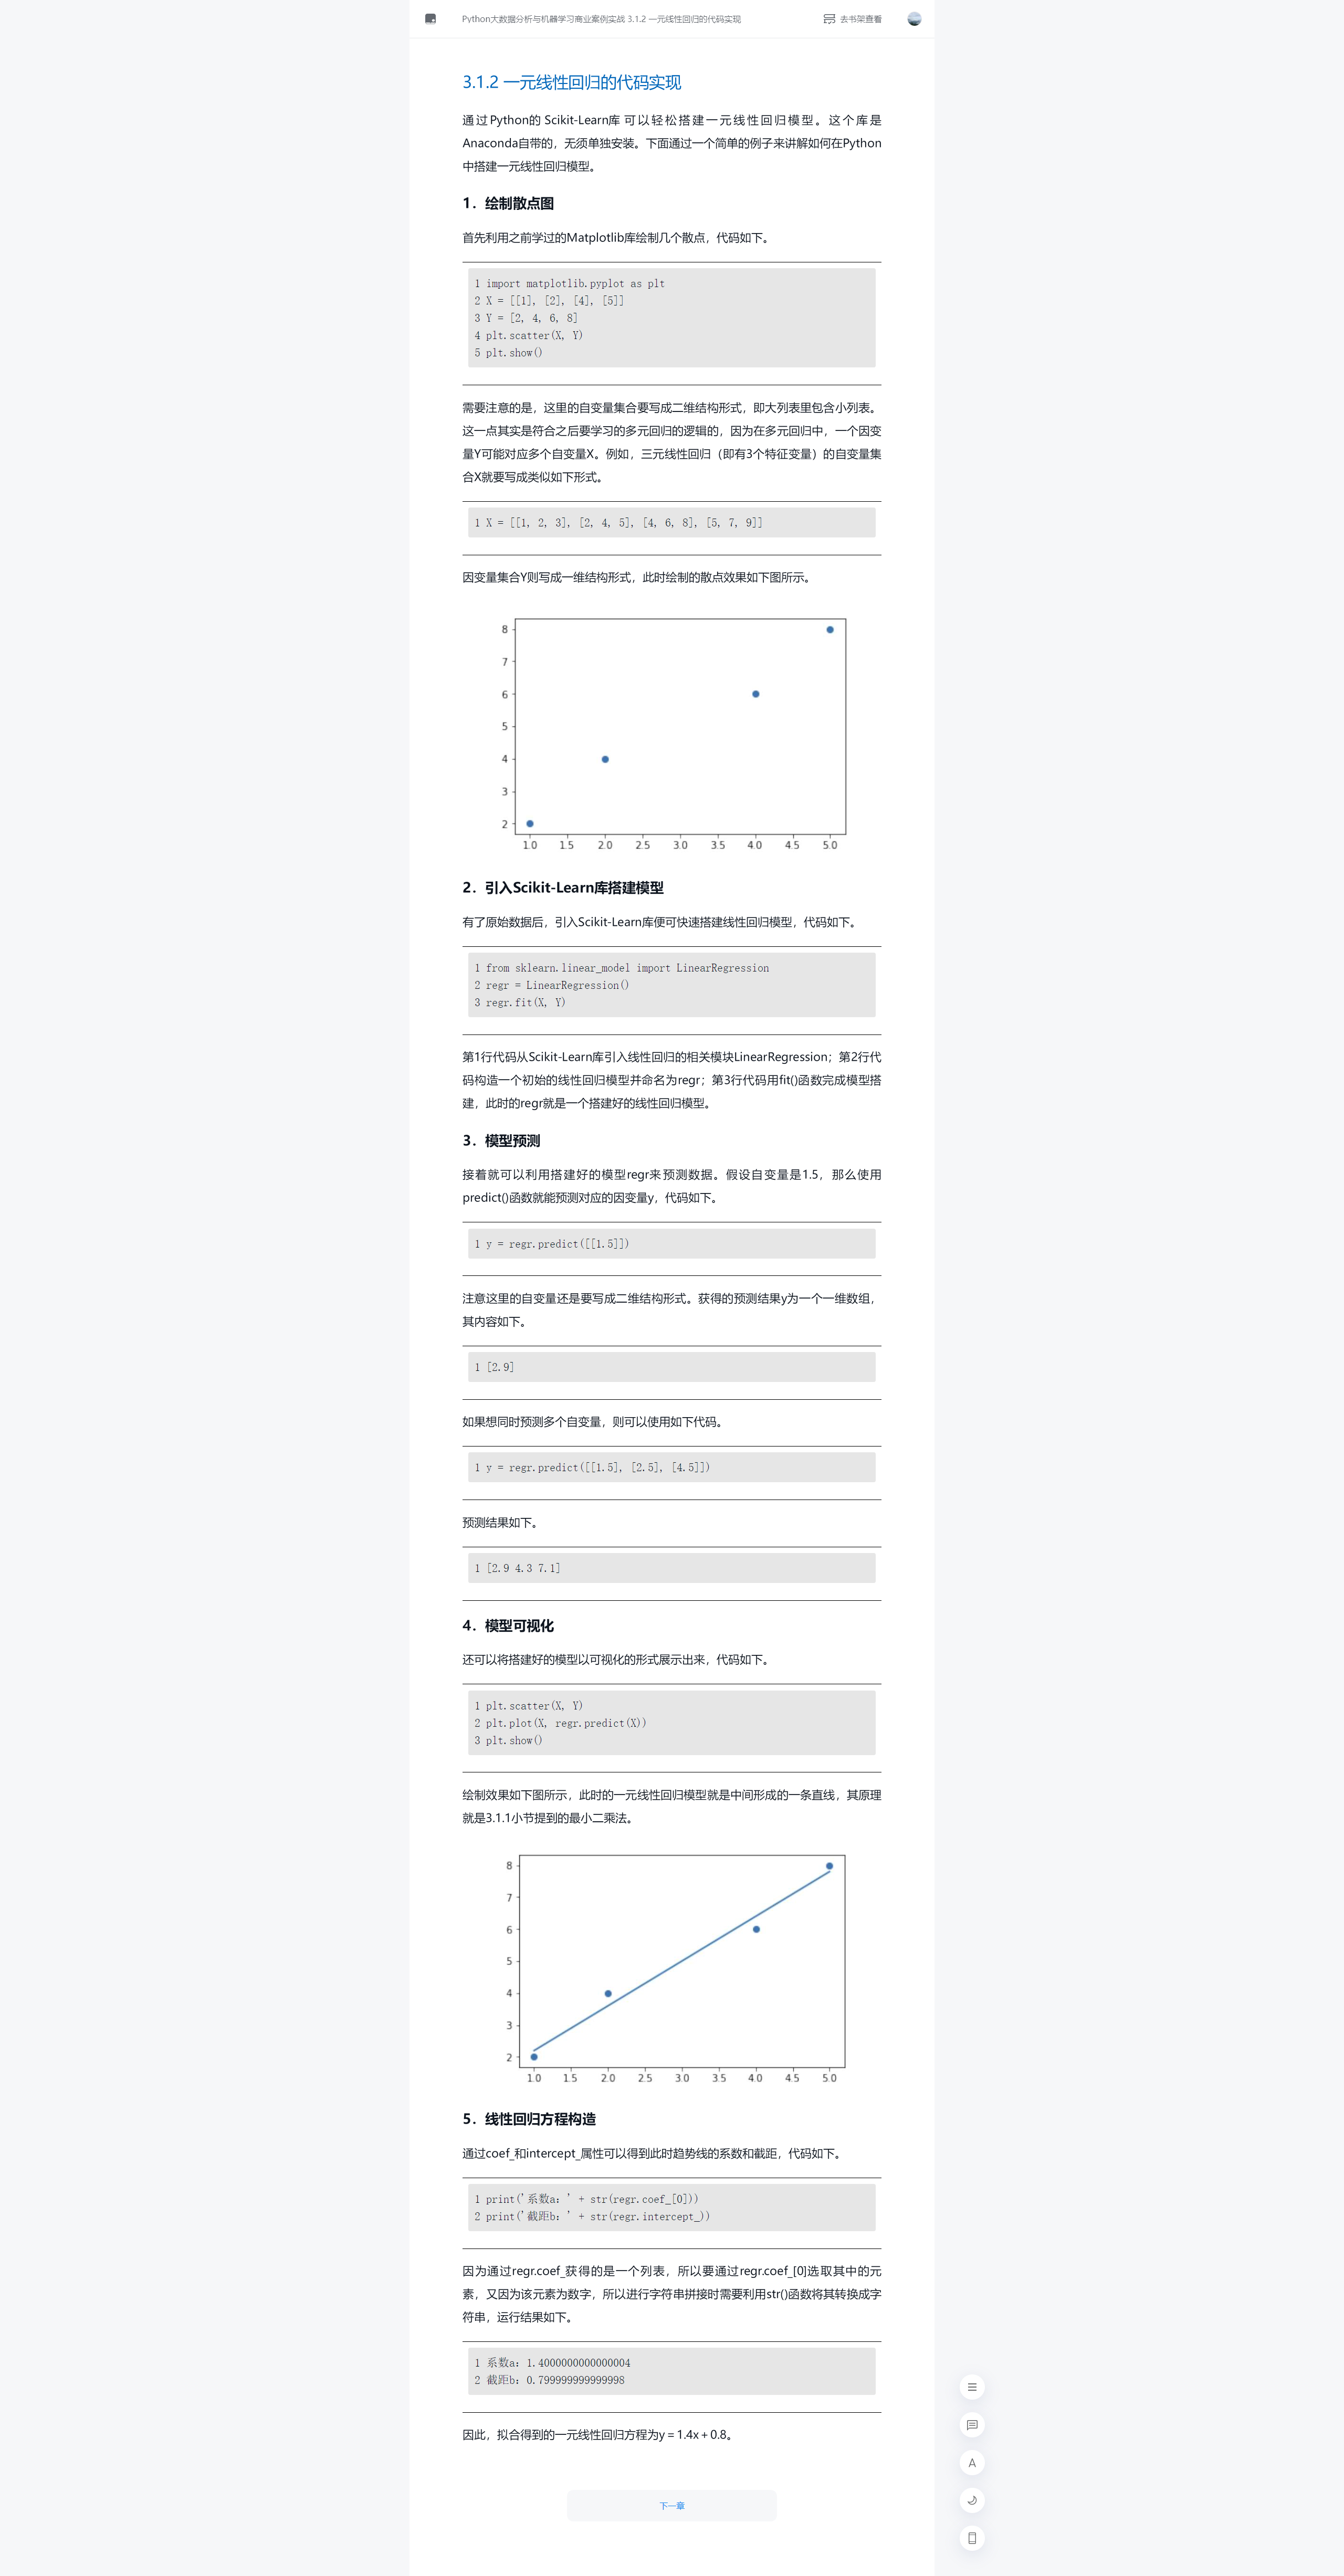 Python大数据分析与机器学习商业案例实战 3.1.2 一元线性回归的代码实现
去书架查看
3.1.2 一元线性回归的代码实现
通过Python的 Scikit-Learn库 可以轻松搭建一元线性回归模型。这个库是
Anaconda自带的，无须单独安装。下面通过一个简单的例子来讲解如何在Python
中搭建一元线性回归模型。
1．绘制散点图
首先利用之前学过的Matplotlib库绘制几个散点，代码如下。
1 import matplotlib.pyplot as plt
2 X = [[1], [2], [4], [5]]
3 Y = [2, 4, 6, 8]
4 plt.scatter(X, Y)
5 plt.show()
需要注意的是，这里的自变量集合要写成二维结构形式，即大列表里包含小列表。
这一点其实是符合之后要学习的多元回归的逻辑的，因为在多元回归中，一个因变
量Y可能对应多个自变量X。例如，三元线性回归（即有3个特征变量）的自变量集
合X就要写成类似如下形式。
1 X = [[1, 2, 3], [2, 4, 5], [4, 6, 8], [5, 7, 9]]
因变量集合Y则写成一维结构形式，此时绘制的散点效果如下图所示。
8
7
6
5
4
3
2
1.0 1.5 2.0 2.5 3.0 3.5 4.0 4.5 5.0
2．引入Scikit-Learn库搭建模型
有了原始数据后，引入Scikit-Learn库便可快速搭建线性回归模型，代码如下。
1 from sklearn.linear_model import LinearRegression
2 regr = LinearRegression()
3 regr.fit(X, Y)
第1行代码从Scikit-Learn库引入线性回归的相关模块LinearRegression；第2行代
码构造一个初始的线性回归模型并命名为regr；第3行代码用fit()函数完成模型搭
建，此时的regr就是一个搭建好的线性回归模型。
3．模型预测
接着就可以利用搭建好的模型regr来预测数据。假设自变量是1.5，那么使用
predict()函数就能预测对应的因变量y，代码如下。
1 y = regr.predict([[1.5]])
注意这里的自变量还是要写成二维结构形式。获得的预测结果y为一个一维数组，
其内容如下。
1 [2.9]
如果想同时预测多个自变量，则可以使用如下代码。
1 y = regr.predict([[1.5], [2.5], [4.5]])
预测结果如下。
1 [2.9 4.3 7.1]
4．模型可视化
还可以将搭建好的模型以可视化的形式展示出来，代码如下。
1 plt.scatter(X, Y)
2 plt.plot(X, regr.predict(X))
3 plt.show()
绘制效果如下图所示，此时的一元线性回归模型就是中间形成的一条直线，其原理
就是3.1.1小节提到的最小二乘法。
8
7
6
5
4
3
2
1.0 1.5 2.0 2.5 3.0 3.5 4.0 4.5 5.0
5．线性回归方程构造
通过coef_和intercept_属性可以得到此时趋势线的系数和截距，代码如下。
1 print('系数a：' + str(regr.coef_[0]))
2 print('截距b：' + str(regr.intercept_))
因为通过regr.coef_获得的是一个列表，所以要通过regr.coef_[0]选取其中的元
素，又因为该元素为数字，所以进行字符串拼接时需要利用str()函数将其转换成字
符串，运行结果如下。
1 系数a：1.4000000000000004
2 截距b：0.799999999999998
因此，拟合得到的一元线性回归方程为y＝1.4x＋0.8。
A
下一章